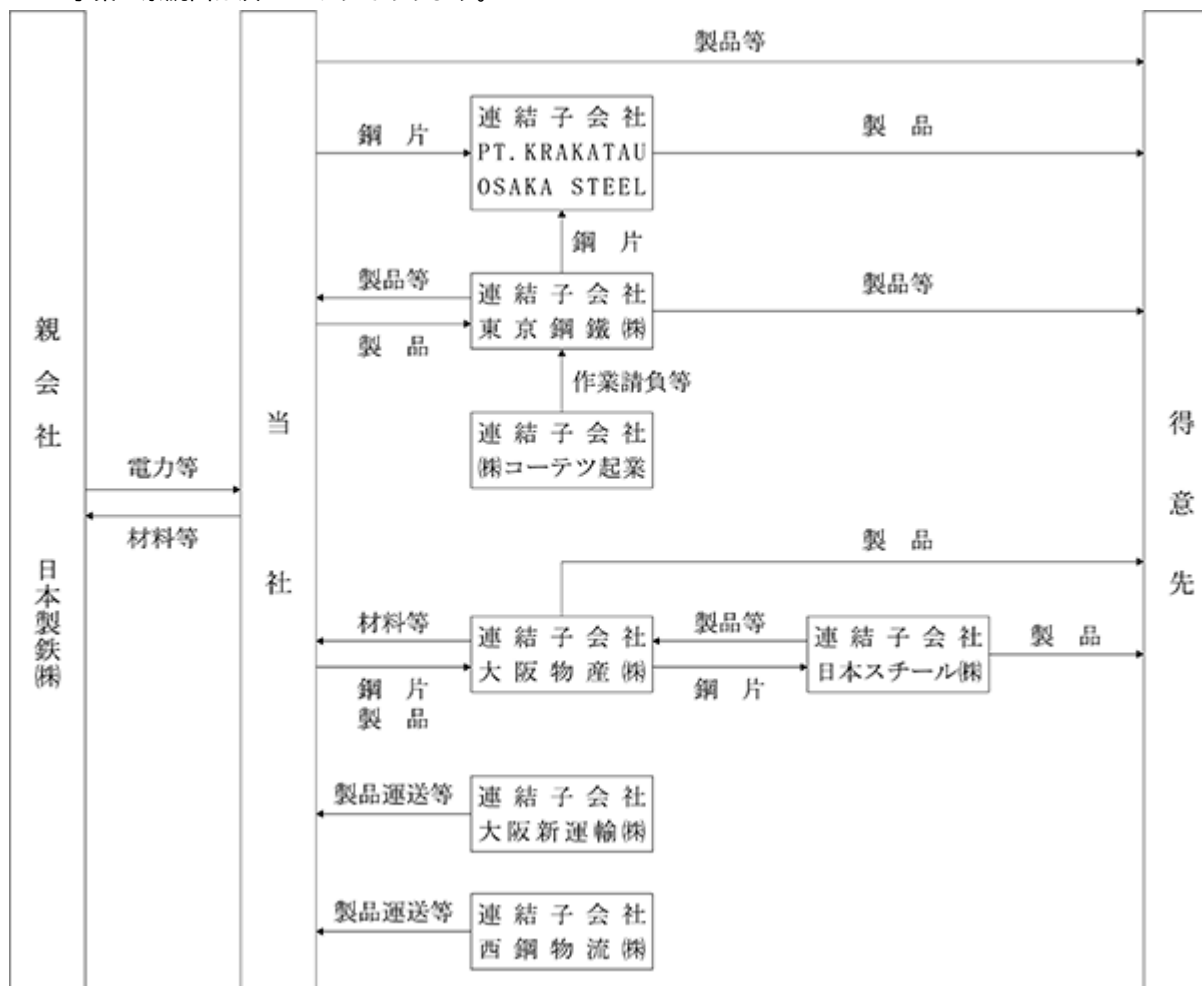 製品等
連結子会社
PT.KRAKATAU
OSAKA STEEL
鋼片
製品
鋼片
製品等
連結子会社
東京鋼鐵㈱
製品等
製品
作業請負等
連結子会社
㈱コーテツ起業
親会社
日本製鉄㈱
電力等
材料等
当社
得意先
製品
材料等
連結子会社
大阪物産㈱
製品等
連結子会社
日本スチール㈱
製品
鋼片
製品
鋼片
製品運送等
連結子会社
大阪新運輸㈱
製品運送等
連結子会社
西鋼物流㈱